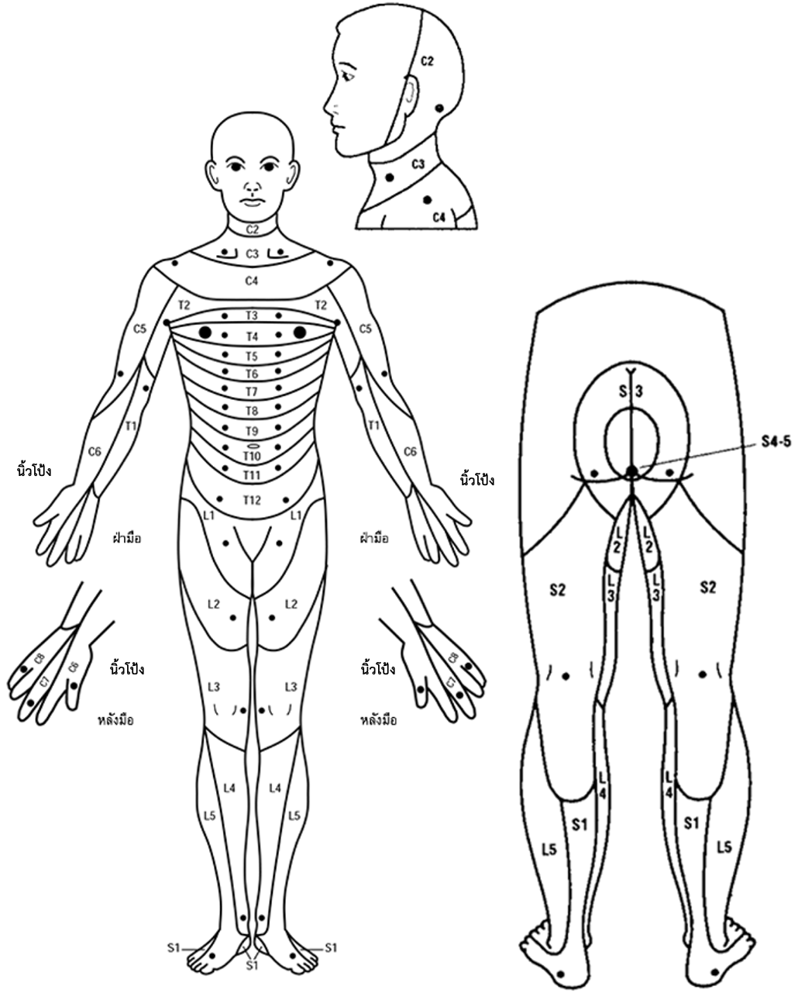 C2
C3
C4
C2
C3
C4
T2 T2
T3
C5 T4 C5
T5
T6
T7
T8
T1 T9 T1
C6 T10 C6
T11
นิ้วโป้ง นิ้วโป้ง
T12
L1 L1
ฝ่ามือ ฝ่ามือ
L2 L2
C8 C6 นิ้วโป้ง นิ้วโป้ง C8
C7 C7
L3 L3
หลังมือ หลังมือ
L4 L4
L5 L5
S1 S1
S1
S 3
S4-5
L2 L2
S2 L3 L3 S2
L4 L4
S1 S1
L5 L5